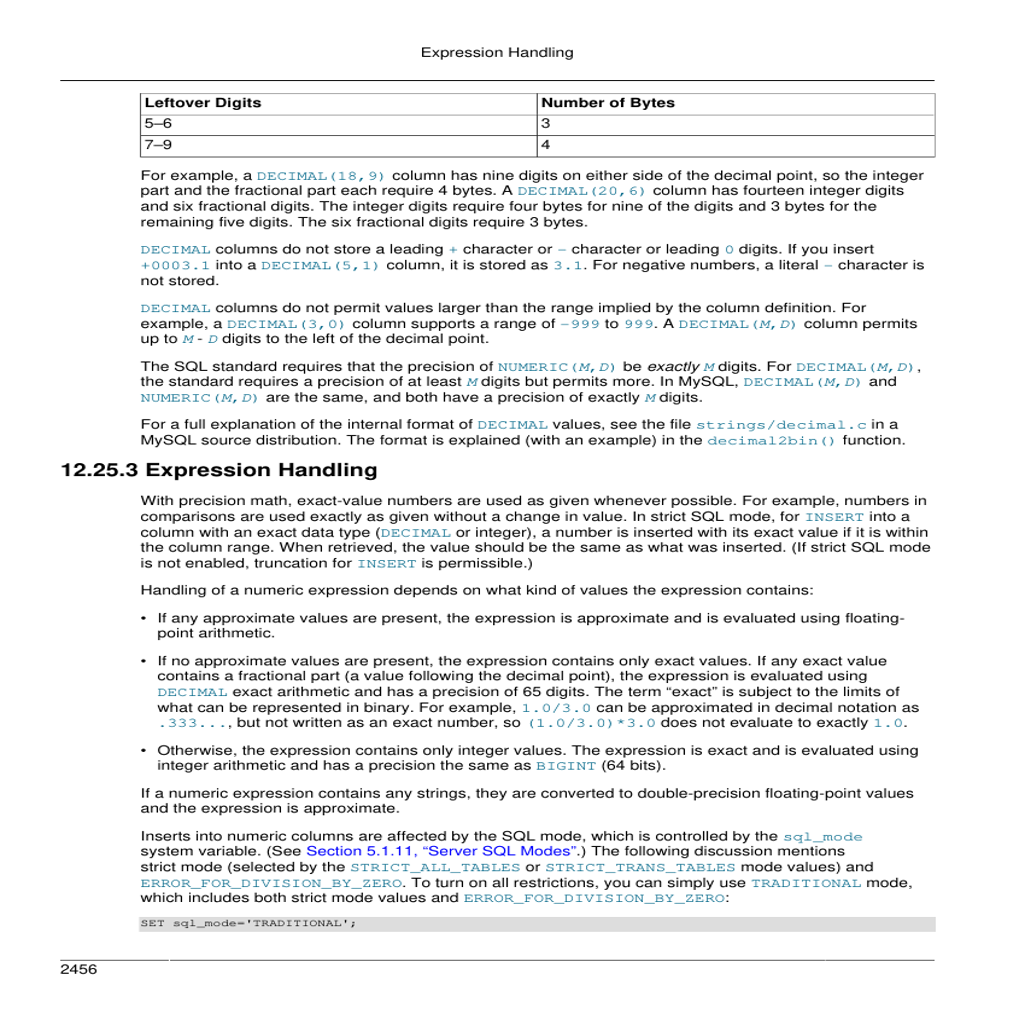 Expression Handling
Leftover Digits Number of Bytes
5–6 3
7–9 4
For example, a DECIMAL(18,9) column has nine digits on either side of the decimal point, so the integer
part and the fractional part each require 4 bytes. A DECIMAL(20,6) column has fourteen integer digits
and six fractional digits. The integer digits require four bytes for nine of the digits and 3 bytes for the
remaining five digits. The six fractional digits require 3 bytes.
DECIMAL columns do not store a leading + character or - character or leading 0 digits. If you insert
+0003.1 into a DECIMAL(5,1) column, it is stored as 3.1. For negative numbers, a literal - character is
not stored.
DECIMAL columns do not permit values larger than the range implied by the column definition. For
example, a DECIMAL(3,0) column supports a range of -999 to 999. A DECIMAL(M,D) column permits
up to M - D digits to the left of the decimal point.
The SQL standard requires that the precision of NUMERIC(M,D) be exactly M digits. For DECIMAL(M,D),
the standard requires a precision of at least M digits but permits more. In MySQL, DECIMAL(M,D) and
NUMERIC(M,D) are the same, and both have a precision of exactly M digits.
For a full explanation of the internal format of DECIMAL values, see the file strings/decimal.c in a
MySQL source distribution. The format is explained (with an example) in the decimal2bin() function.
12.25.3 Expression Handling
With precision math, exact-value numbers are used as given whenever possible. For example, numbers in
comparisons are used exactly as given without a change in value. In strict SQL mode, for INSERT into a
column with an exact data type (DECIMAL or integer), a number is inserted with its exact value if it is within
the column range. When retrieved, the value should be the same as what was inserted. (If strict SQL mode
is not enabled, truncation for INSERT is permissible.)
Handling of a numeric expression depends on what kind of values the expression contains:
• If any approximate values are present, the expression is approximate and is evaluated using floating-
point arithmetic.
• If no approximate values are present, the expression contains only exact values. If any exact value
contains a fractional part (a value following the decimal point), the expression is evaluated using
DECIMAL exact arithmetic and has a precision of 65 digits. The term “exact” is subject to the limits of
what can be represented in binary. For example, 1.0/3.0 can be approximated in decimal notation as
.333..., but not written as an exact number, so (1.0/3.0)*3.0 does not evaluate to exactly 1.0.
• Otherwise, the expression contains only integer values. The expression is exact and is evaluated using
integer arithmetic and has a precision the same as BIGINT (64 bits).
If a numeric expression contains any strings, they are converted to double-precision floating-point values
and the expression is approximate.
Inserts into numeric columns are affected by the SQL mode, which is controlled by the sql_mode
system variable. (See Section 5.1.11, “Server SQL Modes”.) The following discussion mentions
strict mode (selected by the STRICT_ALL_TABLES or STRICT_TRANS_TABLES mode values) and
ERROR_FOR_DIVISION_BY_ZERO. To turn on all restrictions, you can simply use TRADITIONAL mode,
which includes both strict mode values and ERROR_FOR_DIVISION_BY_ZERO:
SET sql_mode='TRADITIONAL';
2456